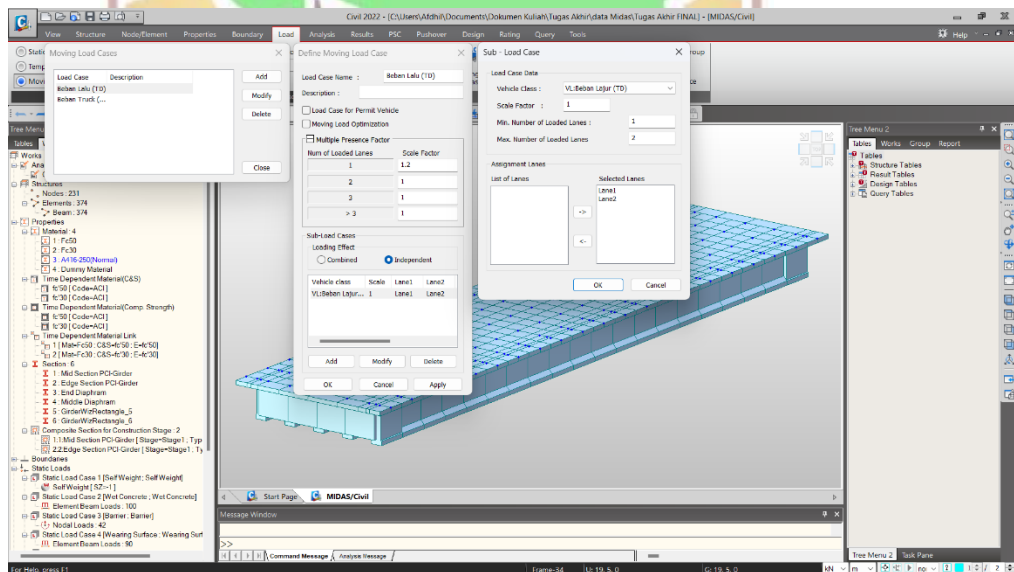 Civil 2022 - [C:\Users\Afdhil\Documents\Dokumen Kuliah\Tugas Akhir\data Midas\Tugas Akhir FINAL] - [MIDAS/Civil]
View Structure Node/Element Properties Boundary Load Analysis Results PSC Pushover Design Rating Query Tools Help
Moving Load Cases
Load Case Description
Beban Lalu (TD)
Beban Truck (...
Add
Modify
Delete
Close
Define Moving Load Case
Load Case Name : Beban Lalu (TD)
Description :
Load Case for Permit Vehicle
Moving Load Optimization
Multiple Presence Factor
Num of Loaded Lanes Scale Factor
1 1.2
2 1
3 1
> 3 1
Sub-Load Cases
Loading Effect
Combined Independent
Vehicle class Scale Lane1 Lane2
VL:Beban Lajur... 1 Lane1 Lane2
Add Modify Delete
OK Cancel Apply
Sub - Load Case
Load Case Data
Vehicle Class : VL:Beban Lajur (TD)
Scale Factor : 1
Min. Number of Loaded Lanes : 1
Max. Number of Loaded Lanes 2
Assignment Lanes
List of Lanes Selected Lanes
Lane1
Lane2
->
<-
OK Cancel
Tree Menu
Tables
Works
Structures
Nodes : 231
Elements : 374
Beam : 374
Properties
Material : 4
1 : Fc50
2 : Fc30
3 : A416-250(Normal)
4 : Dummy Material
Time Dependent Material(C&S)
fc'50 [ Code=ACI ]
fc'30 [ Code=ACI ]
Time Dependent Material(Comp. Strength)
fc'50 [ Code=ACI ]
fc'30 [ Code=ACI ]
Time Dependent Material Link
1 [ Mat=Fc50 ; C&S=fc'50 ; E=fc'50]
2 [ Mat=Fc30 ; C&S=fc'30 ; E=fc'30]
Section : 6
1 : Mid Section PCI-Girder
2 : Edge Section PCI-Girder
3 : End Diaphram
4 : Middle Diaphram
5 : GirderWizRectangle_5
6 : GirderWizRectangle_6
Composite Section for Construction Stage : 2
1:1:Mid Section PCI-Girder [ Stage=Stage1 ; Typ
2:2:Edge Section PCI-Girder [ Stage=Stage1 ; Ty
Boundaries
Static Loads
Static Load Case 1 [Self Weight; Self Weight]
Self Weight [ SZ=-1 ]
Static Load Case 2 [Wet Concrete ; Wet Concrete]
Element Beam Loads : 100
Static Load Case 3 [Barrier ; Barrier]
Nodal Loads : 42
Static Load Case 4 [Wearing Surface ; Wearing Surf
Element Beam Loads : 90
Start Page MIDAS/Civil
Message Window
>>
Command Message Analysis Message
Tree Menu 2
Tables Works Group Report
Tables
Structure Tables
Result Tables
Design Tables
Query Tables
Tree Menu 2 Task Pane
For Help, press F1
Frame-34 U: 19, 5, 0 G: 19, 5, 0 kN m